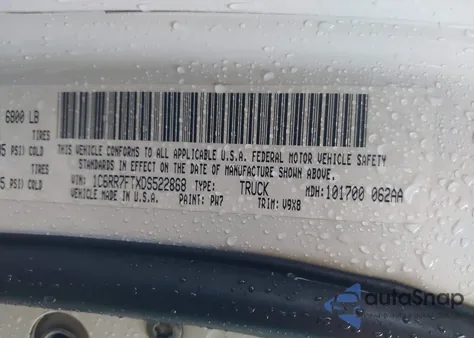 6800 LB
TIRES
PSI) COLD
TIRES
PSI) COLD
THIS VEHICLE CONFORMS TO ALL APPLICABLE U.S.A. FEDERAL MOTOR VEHICLE SAFETY
STANDARDS IN EFFECT ON THE DATE OF MANUFACTURE SHOWN ABOVE.
VIN: 1C6RR7FTXDS522868 TYPE: TRUCK MDH: 101700 062AA
VEHICLE MADE IN U.S.A. PAINT: PW7 TRIM: V9X8
autoSnap